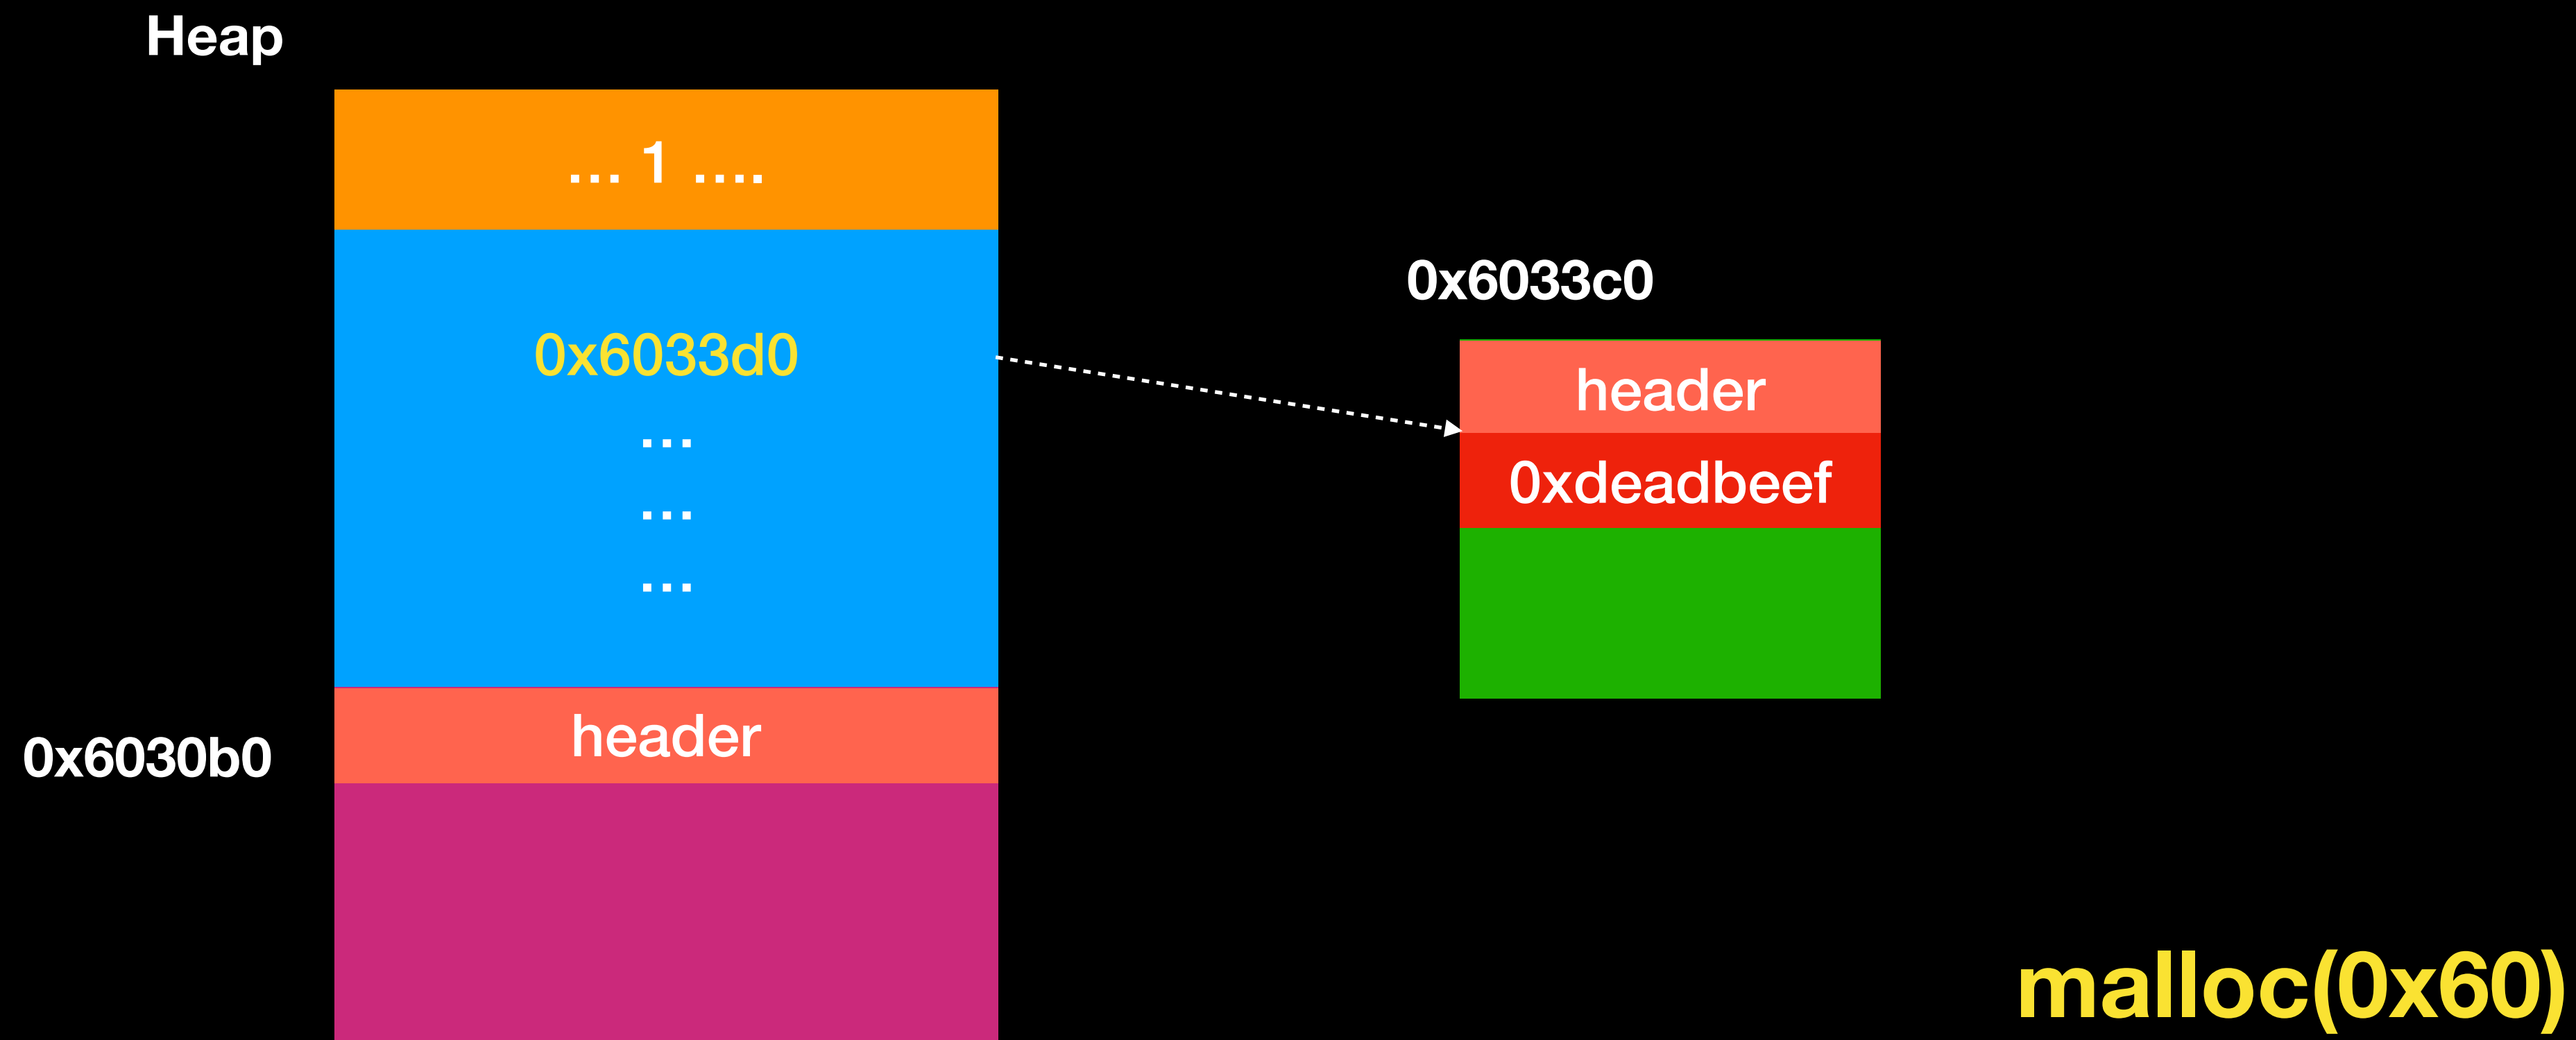 Heap
... 1 ....
0x6033d0
...
...
...
header
0x6030b0
0x6033c0
header
0xdeadbeef
malloc(0x60)